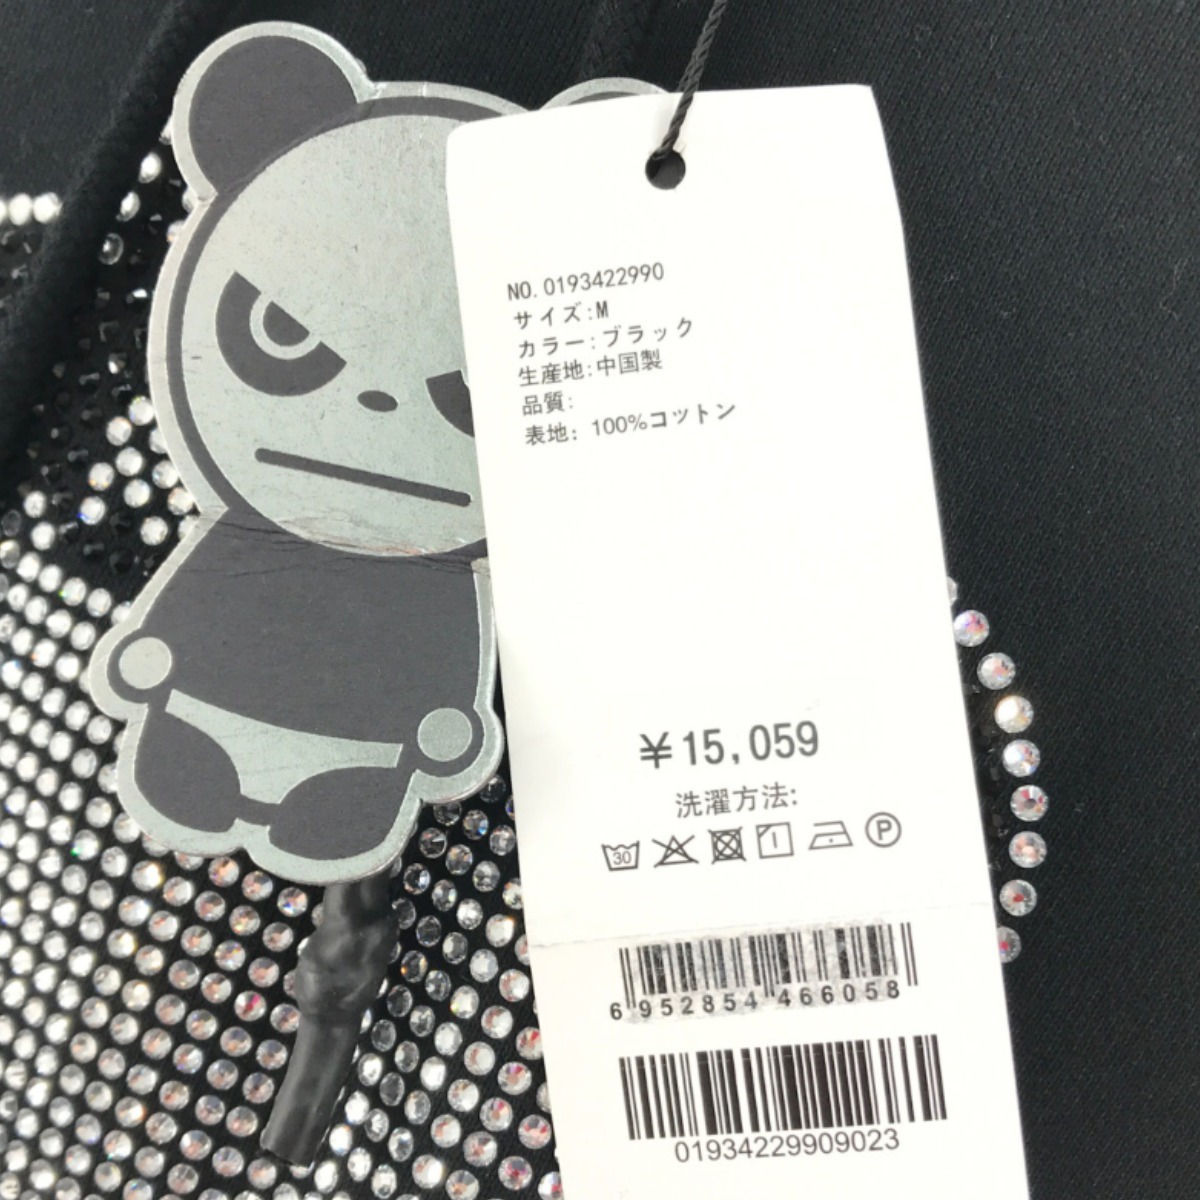 NO.0193422990
サイズ:M
カラー:ブラック
生産地:中国製
品質:
表地: 100%コットン
¥15,059
洗濯方法:
30 P
6 952854 466058
01934229909023